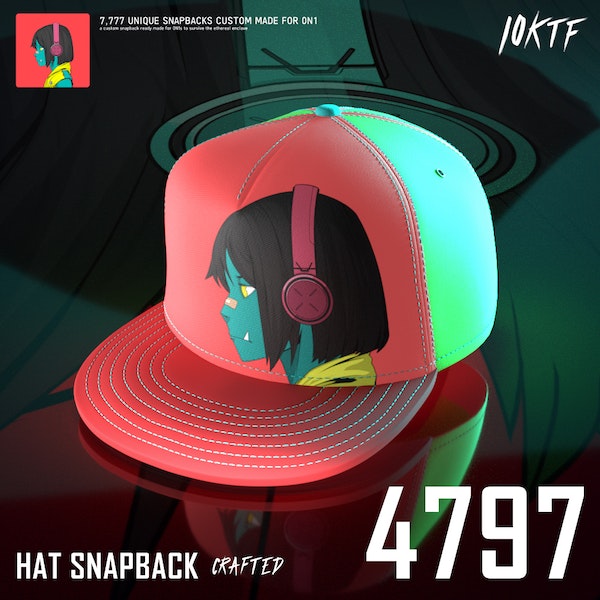 7,777 UNIQUE SNAPBACKS CUSTOM MADE FOR 0N1
a custom snapback ready made for 0N1s to survive the ethereal enclave
10KTF
4797
HAT SNAPBACK CRAFTED